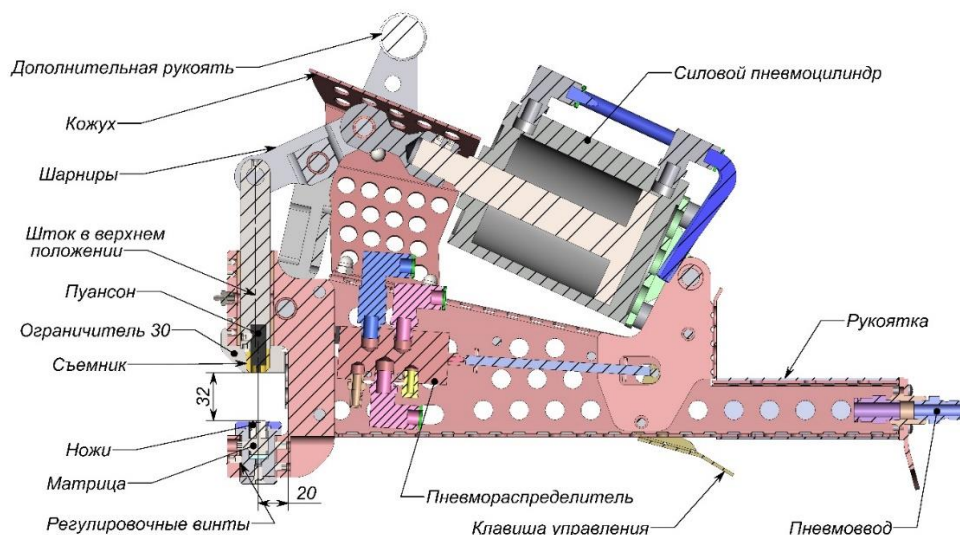 Дополнительная рукоять
Кожух
Шарниры
Шток в верхнем
положении
Пуансон
Ограничитель 30
Съемник
32
Ножи
Матрица
20
Регулировочные винты
Силовой пневмоцилиндр
Рукоятка
Пневмораспределитель
Клавиша управления
Пневмоввод